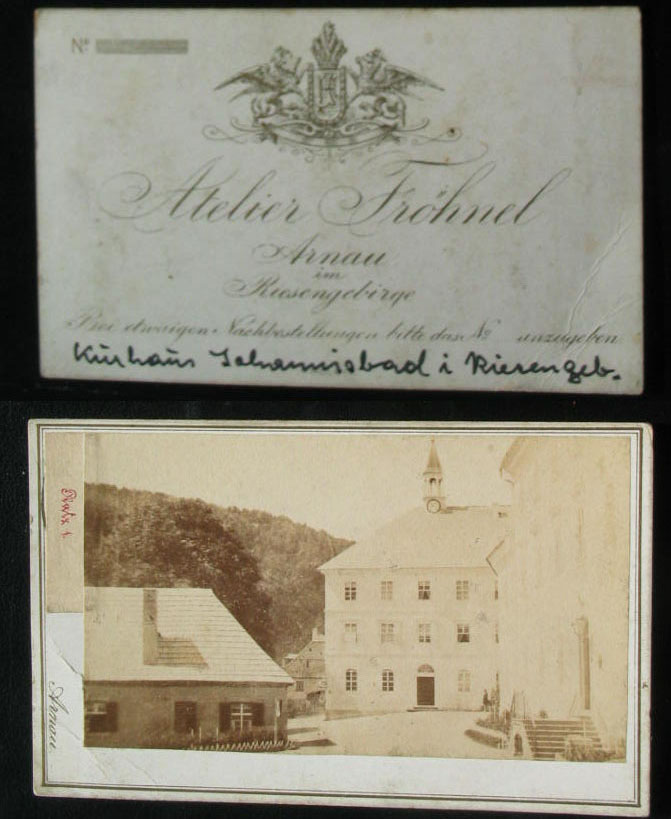 Nº
Atelier Fröhnel
Arnau
im
Riesengebirge
Bei etwaigen Nachbestellungen bitte das Nº anzugeben
Kurhaus Johannisbad i Riesengeb.
Arnau